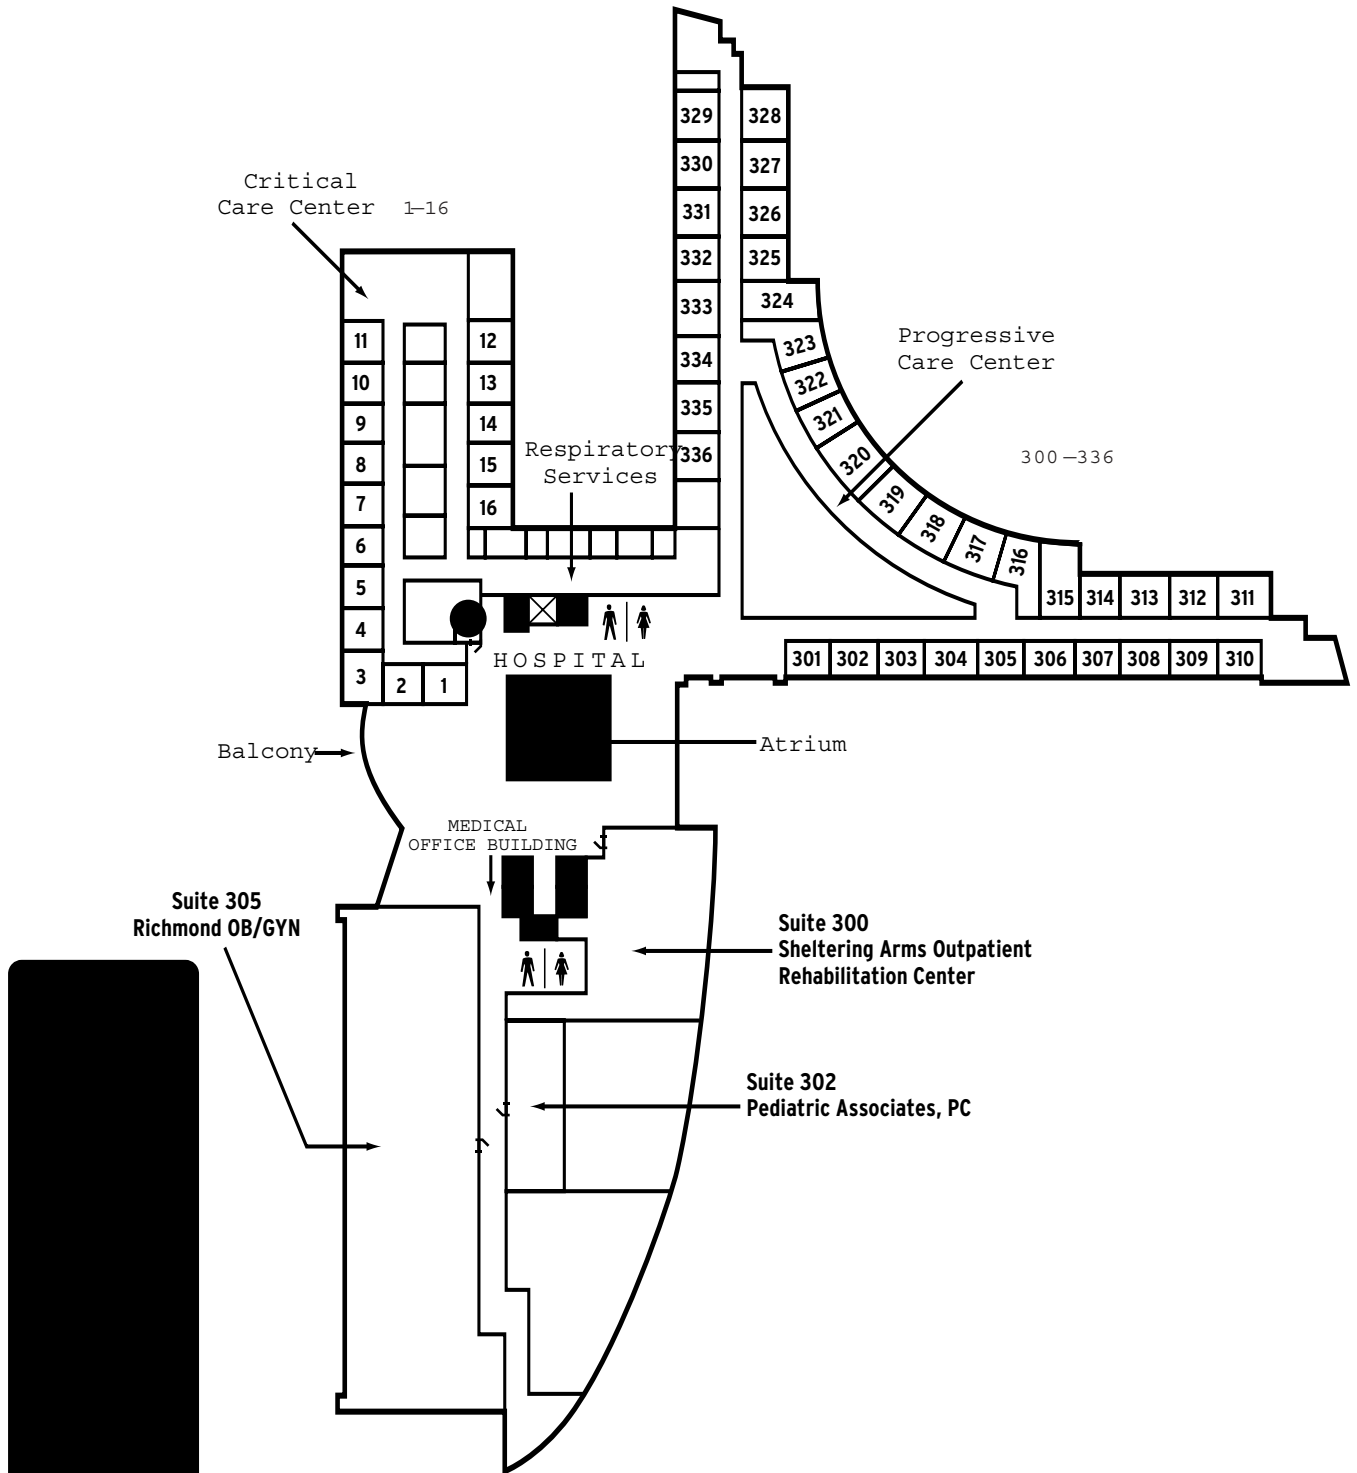 329
328
330
327
331
326
332
325
333
324
334
323
335
322
336
321
320
319
318
317
316
315
314
313
312
311
301
302
303
304
305
306
307
308
309
310
Critical
Care Center 1—16
11
12
10
13
9
14
8
15
7
16
6
5
4
3
2
1
Progressive
Care Center
300—336
Respiratory
Services
HOSPITAL
Balcony
Atrium
MEDICAL
OFFICE BUILDING
Suite 305
Richmond OB/GYN
Suite 300
Sheltering Arms Outpatient
Rehabilitation Center
Suite 302
Pediatric Associates, PC